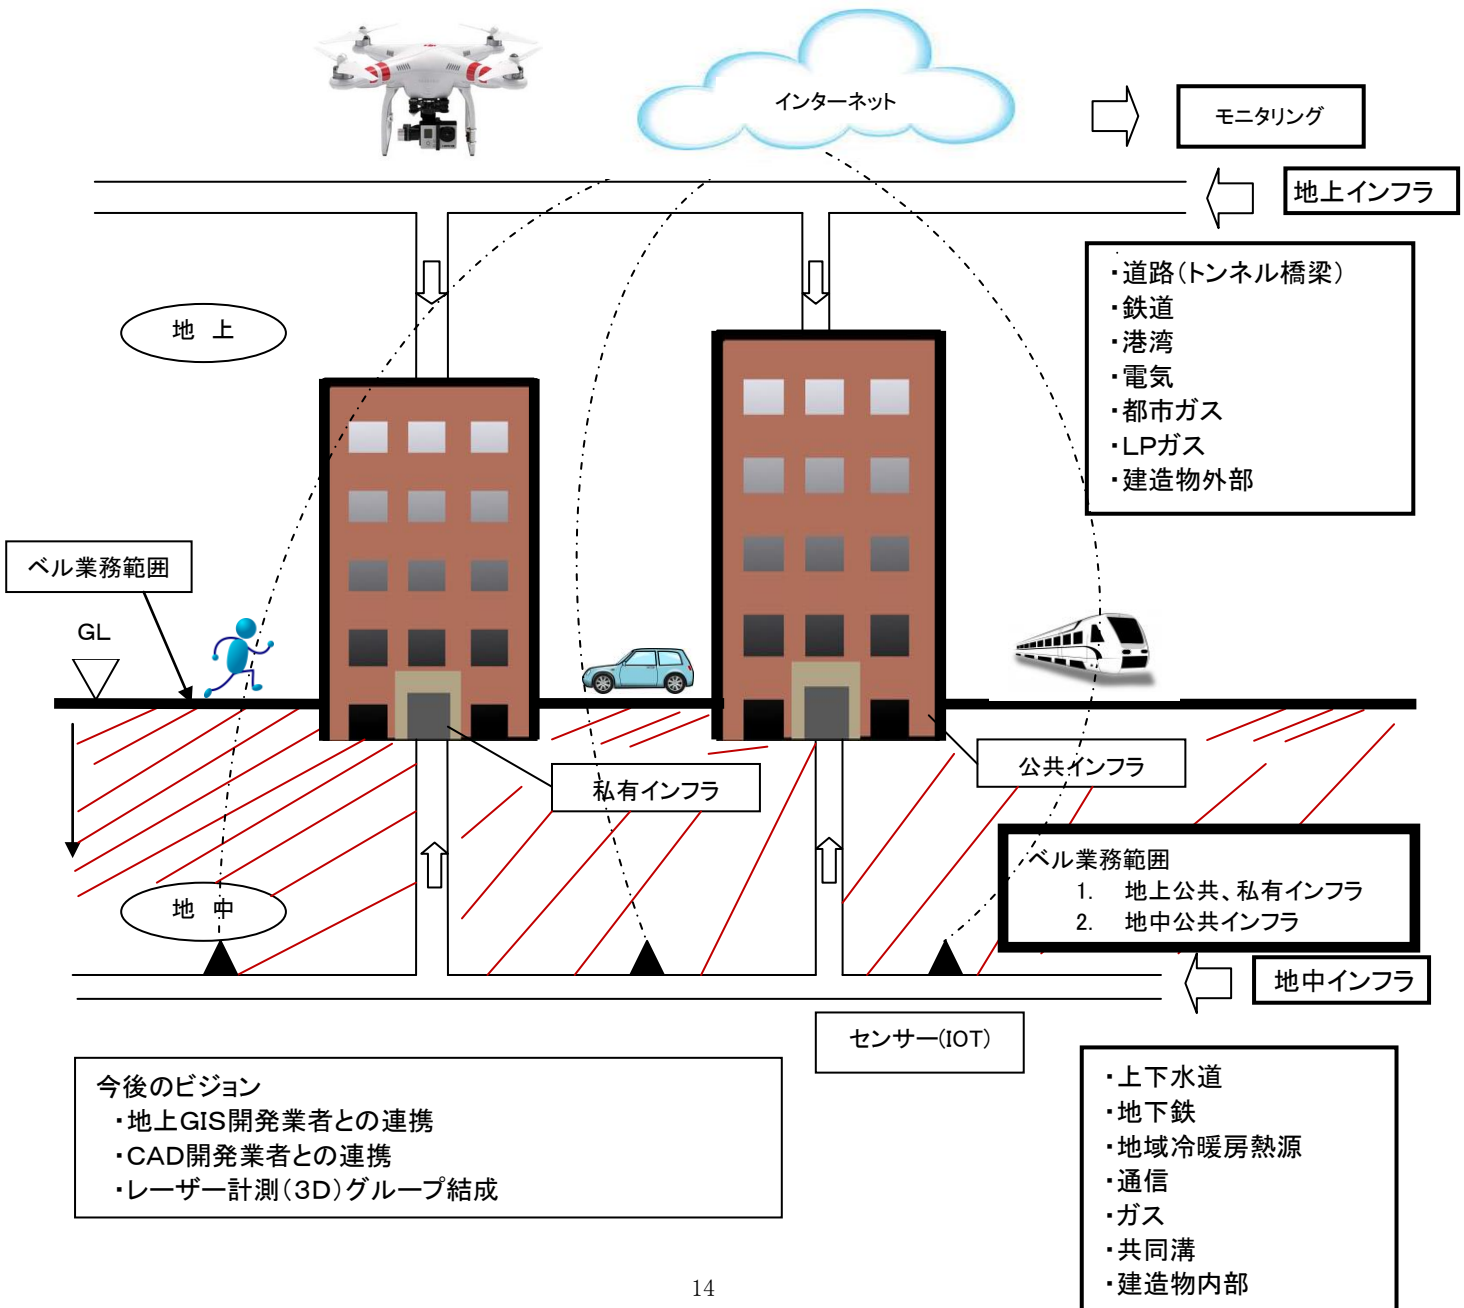 インターネット
モニタリング
地上インフラ
・道路(トンネル橋梁)
・鉄道
・港湾
・電気
・都市ガス
・LPガス
・建造物外部
地 上
ベル業務範囲
GL
私有インフラ
公共インフラ
ベル業務範囲
1. 地上公共、私有インフラ
2. 地中公共インフラ
地 中
地中インフラ
センサー(IOT)
今後のビジョン
・地上GIS開発業者との連携
・CAD開発業者との連携
・レーザー計測(3D)グループ結成
・上下水道
・地下鉄
・地域冷暖房熱源
・通信
・ガス
・共同溝
・建造物内部
14